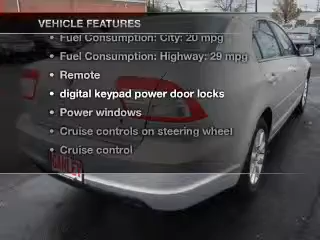 VEHICLE FEATURES
• Fuel Consumption: City: 20 mpg
• Fuel Consumption: Highway: 29 mpg
• Remote
• digital keypad power door locks
• Power windows
• Cruise controls on steering wheel
• Cruise control